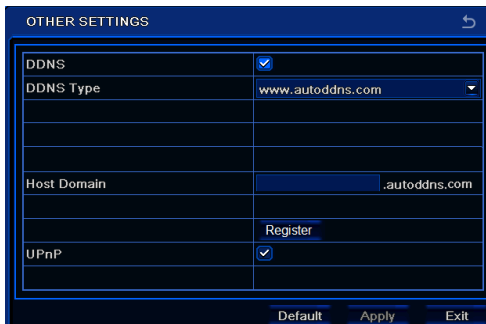 OTHER SETTINGS
DDNS
DDNS Type www.autoddns.com
Host Domain .autoddns.com
Register
UPnP
Default Apply Exit